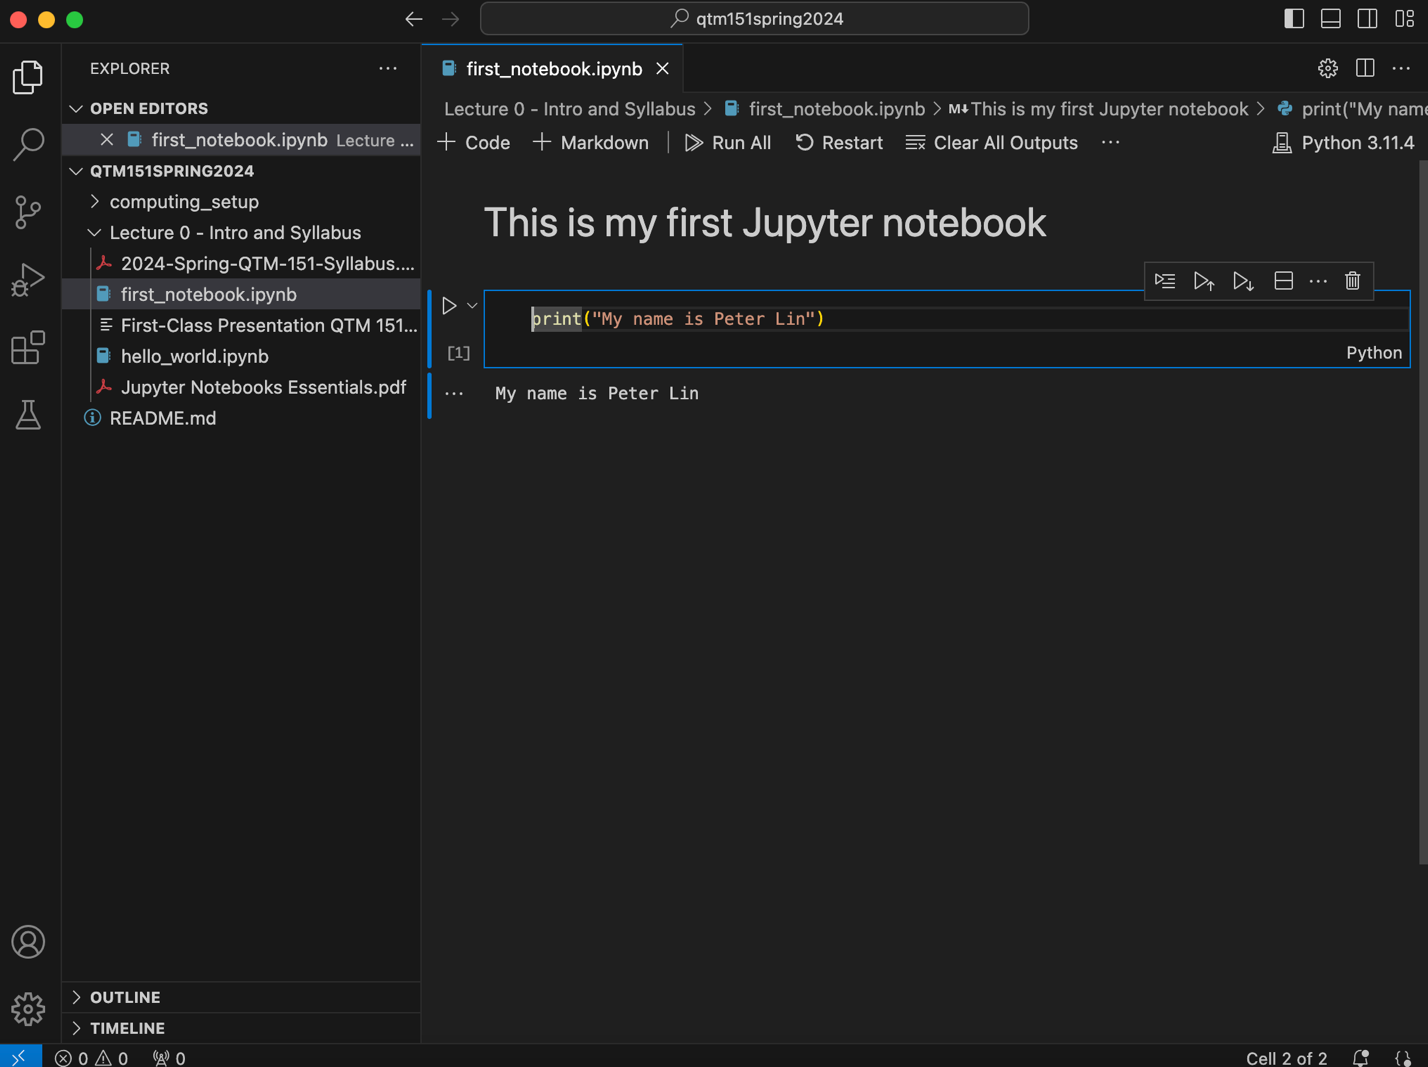 qtm151spring2024
EXPLORER
OPEN EDITORS
first_notebook.ipynb Lecture ...
QTM151SPRING2024
computing_setup
Lecture 0 - Intro and Syllabus
2024-Spring-QTM-151-Syllabus....
first_notebook.ipynb
First-Class Presentation QTM 151...
hello_world.ipynb
Jupyter Notebooks Essentials.pdf
README.md
OUTLINE
TIMELINE
first_notebook.ipynb
Lecture 0 - Intro and Syllabus > first_notebook.ipynb > M↓This is my first Jupyter notebook > print("My name
+ Code + Markdown Run All Restart Clear All Outputs ... Python 3.11.4
This is my first Jupyter notebook
print("My name is Peter Lin")
[1] Python
... My name is Peter Lin
0 0 0 Cell 2 of 2